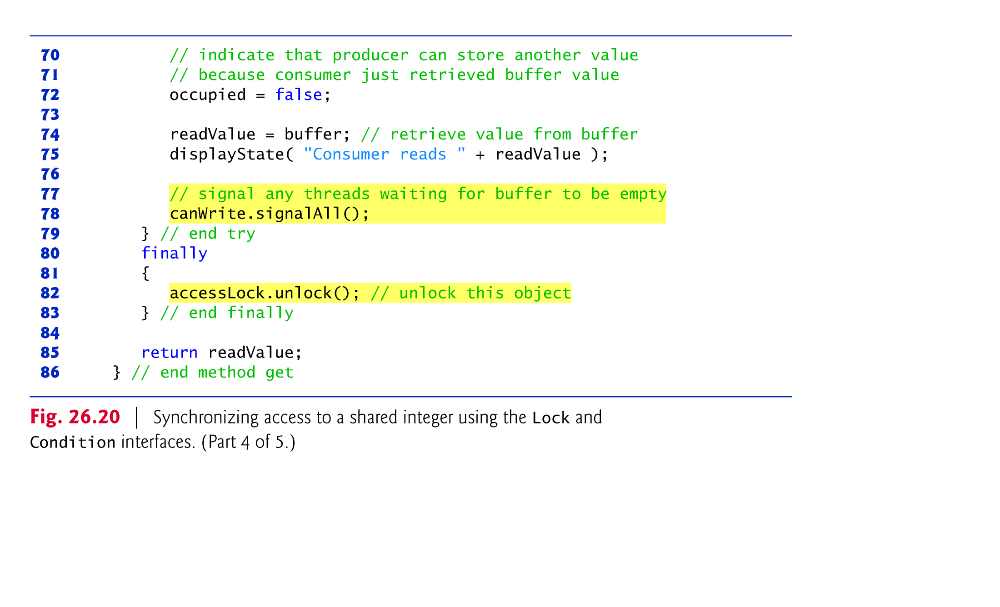 70 // indicate that producer can store another value
71 // because consumer just retrieved buffer value
72 occupied = false;
73
74 readValue = buffer; // retrieve value from buffer
75 displayState( "Consumer reads " + readValue );
76
77 // signal any threads waiting for buffer to be empty
78 canWrite.signalAll();
79 } // end try
80 finally
81 {
82 accessLock.unlock(); // unlock this object
83 } // end finally
84
85 return readValue;
86 } // end method get
Fig. 26.20 | Synchronizing access to a shared integer using the Lock and
Condition interfaces. (Part 4 of 5.)